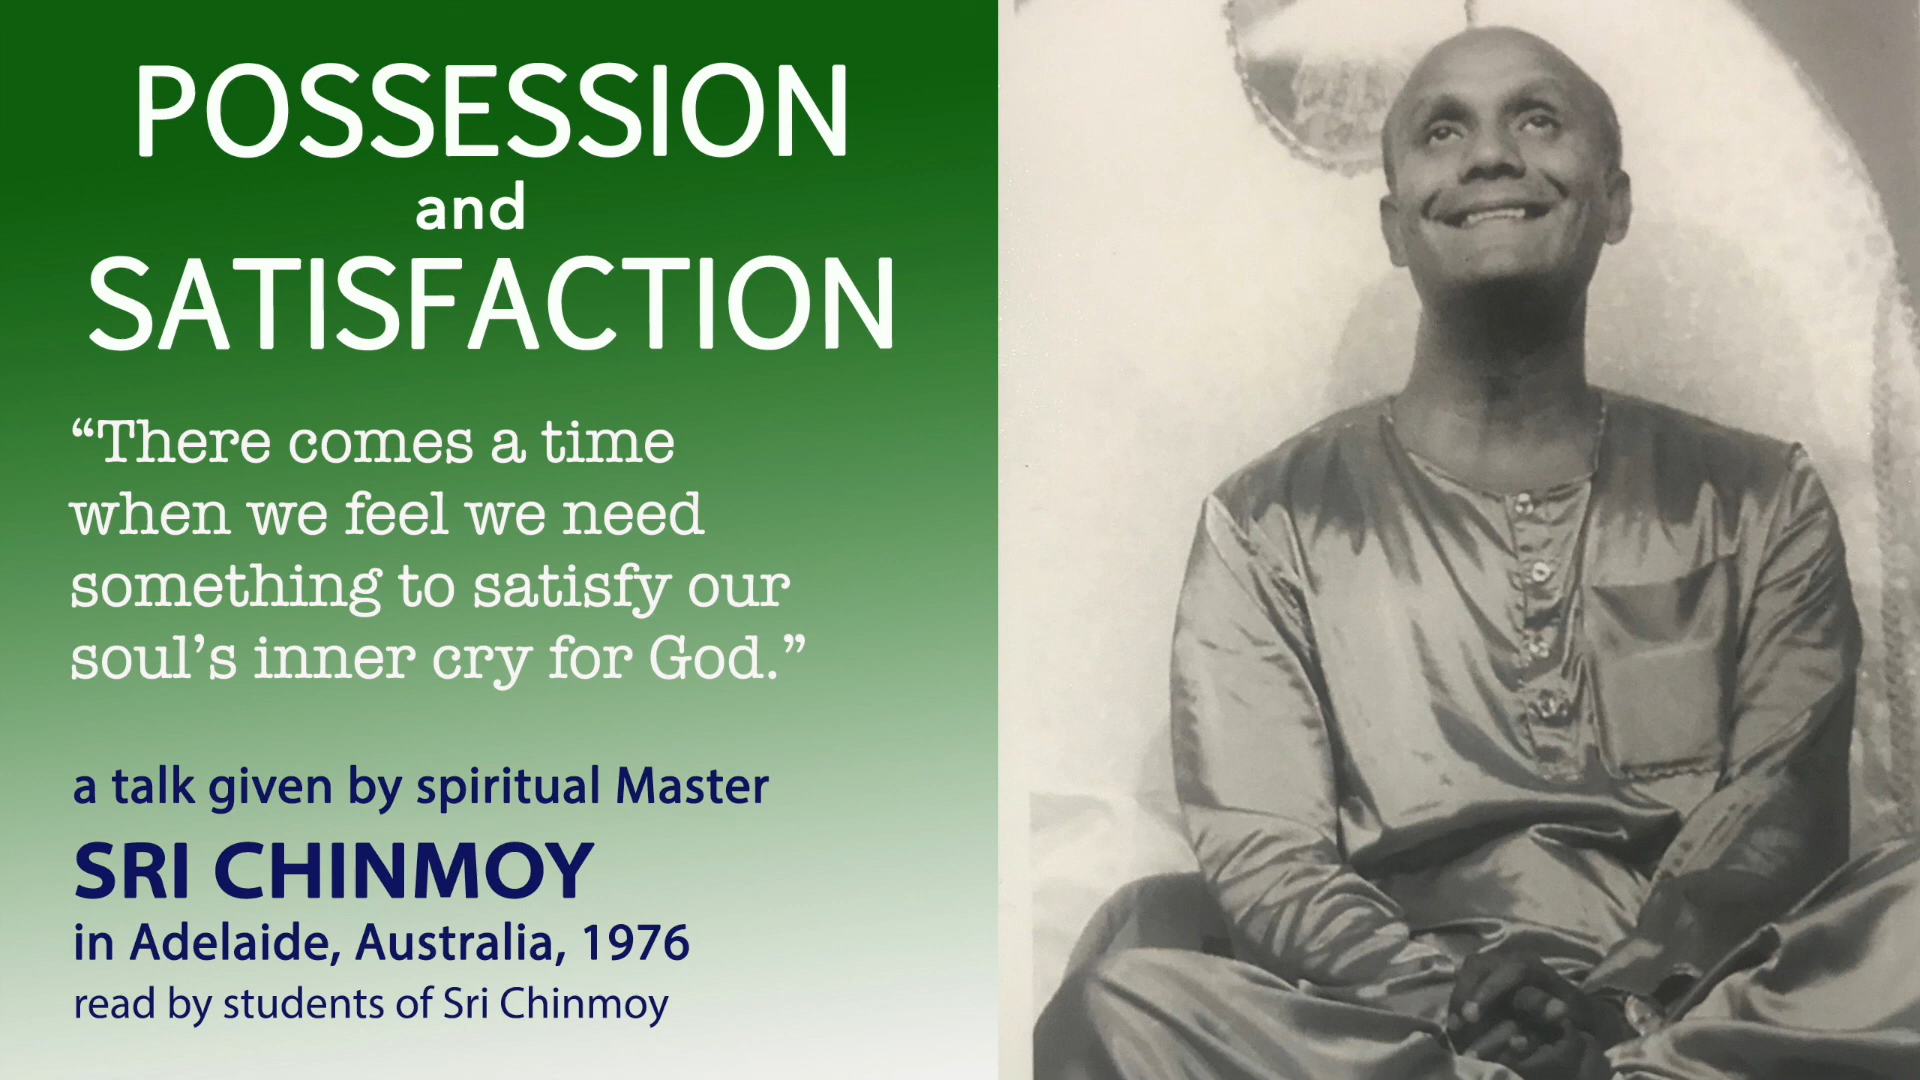 POSSESSION
and
SATISFACTION
“There comes a time
when we feel we need
something to satisfy our
soul’s inner cry for God.”
a talk given by spiritual Master
SRI CHINMOY
in Adelaide, Australia, 1976
read by students of Sri Chinmoy